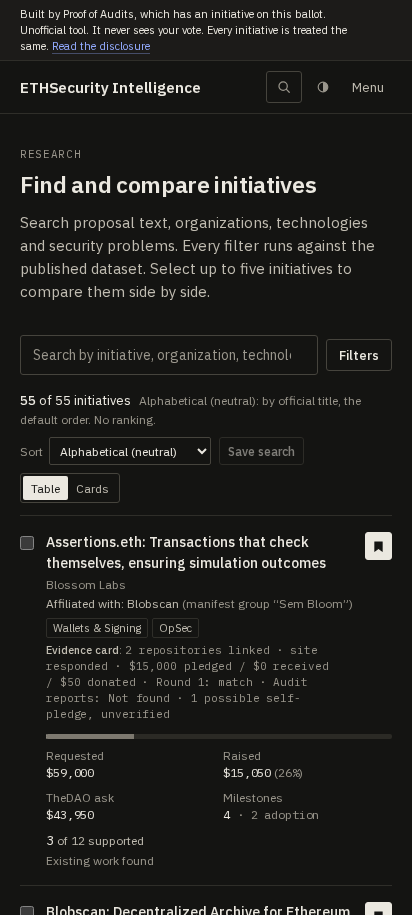 Built by Proof of Audits, which has an initiative on this ballot.
Unofficial tool. It never sees your vote. Every initiative is treated the
same. Read the disclosure
ETHSecurity Intelligence
Menu
RESEARCH
Find and compare initiatives
Search proposal text, organizations, technologies
and security problems. Every filter runs against the
published dataset. Select up to five initiatives to
compare them side by side.
Search by initiative, organization, technol
Filters
55 of 55 initiatives Alphabetical (neutral): by official title, the
default order. No ranking.
Sort Alphabetical (neutral) Save search
Table Cards
Assertions.eth: Transactions that check
themselves, ensuring simulation outcomes
Blossom Labs
Affiliated with: Blobscan (manifest group “Sem Bloom”)
Wallets & Signing OpSec
Evidence card: 2 repositories linked · site
responded · $15,000 pledged / $0 received
/ $50 donated · Round 1: match · Audit
reports: Not found · 1 possible self-
pledge, unverified
Requested Raised
$59,000 $15,050 (26%)
TheDAO ask Milestones
$43,950 4 · 2 adoption
3 of 12 supported
Existing work found
Blobscan: Decentralized Archive for Ethereum